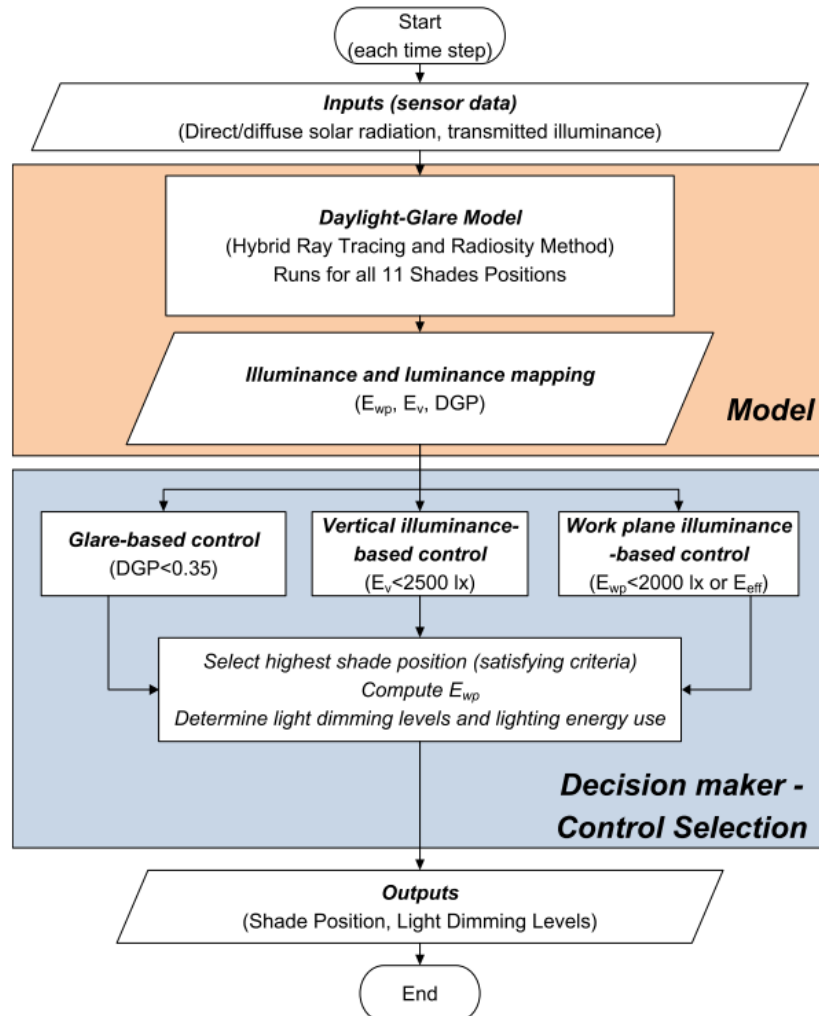 Start
(each time step)
Inputs (sensor data)
(Direct/diffuse solar radiation, transmitted illuminance)
Daylight-Glare Model
(Hybrid Ray Tracing and Radiosity Method)
Runs for all 11 Shades Positions
Illuminance and luminance mapping
(Ewp, Ev, DGP)
Model
Glare-based control
(DGP<0.35)
Vertical illuminance-
based control
(Ev<2500 lx)
Work plane illuminance
-based control
(Ewp<2000 lx or Eeff)
Select highest shade position (satisfying criteria)
Compute Ewp
Determine light dimming levels and lighting energy use
Decision maker -
Control Selection
Outputs
(Shade Position, Light Dimming Levels)
End